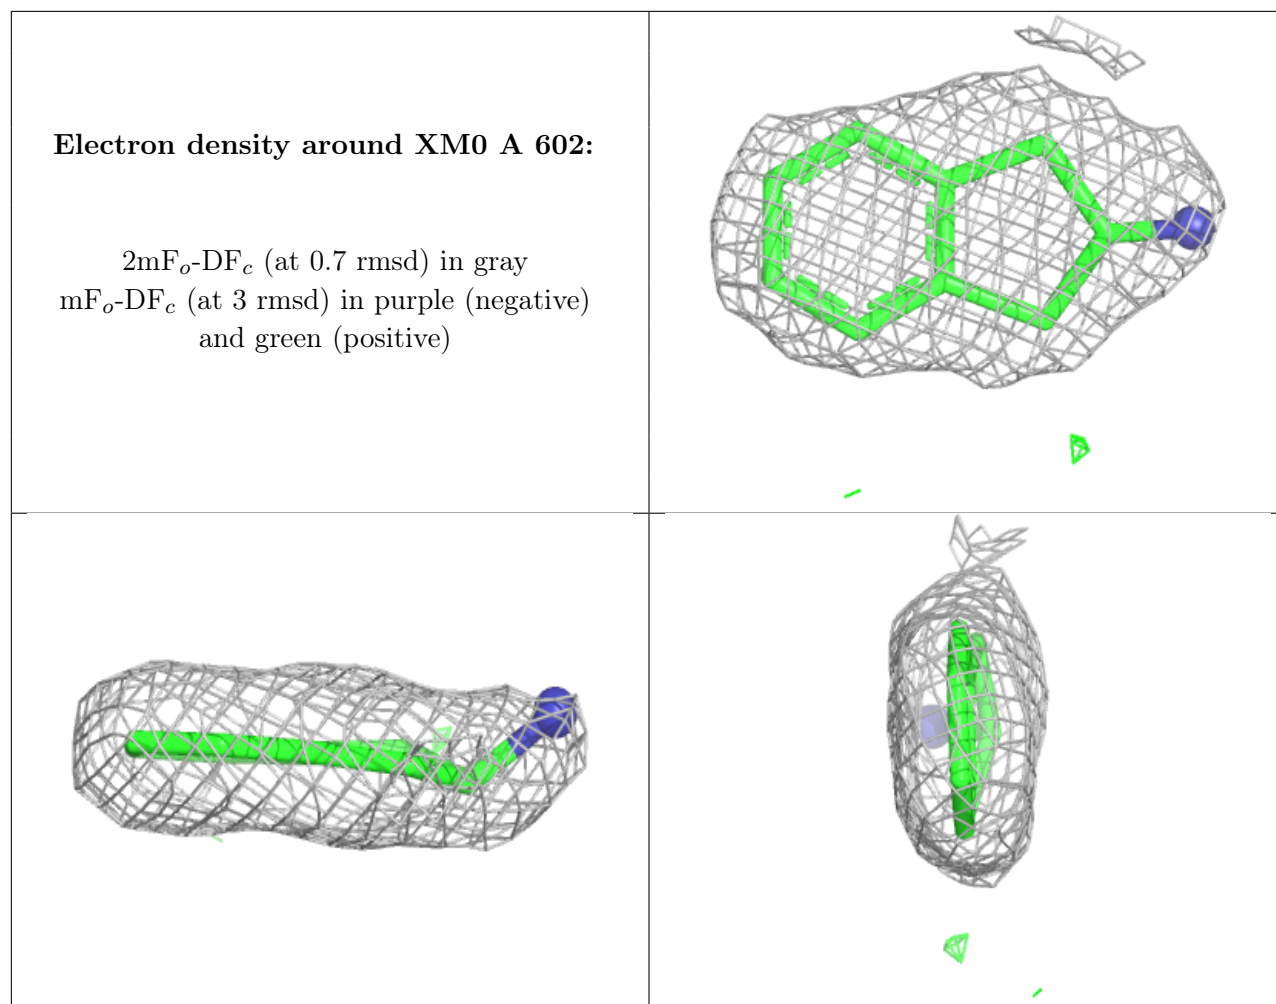 Electron density around XM0 A 602:
2mFₒ-DF𝒸 (at 0.7 rmsd) in gray
mFₒ-DF𝒸 (at 3 rmsd) in purple (negative)
and green (positive)